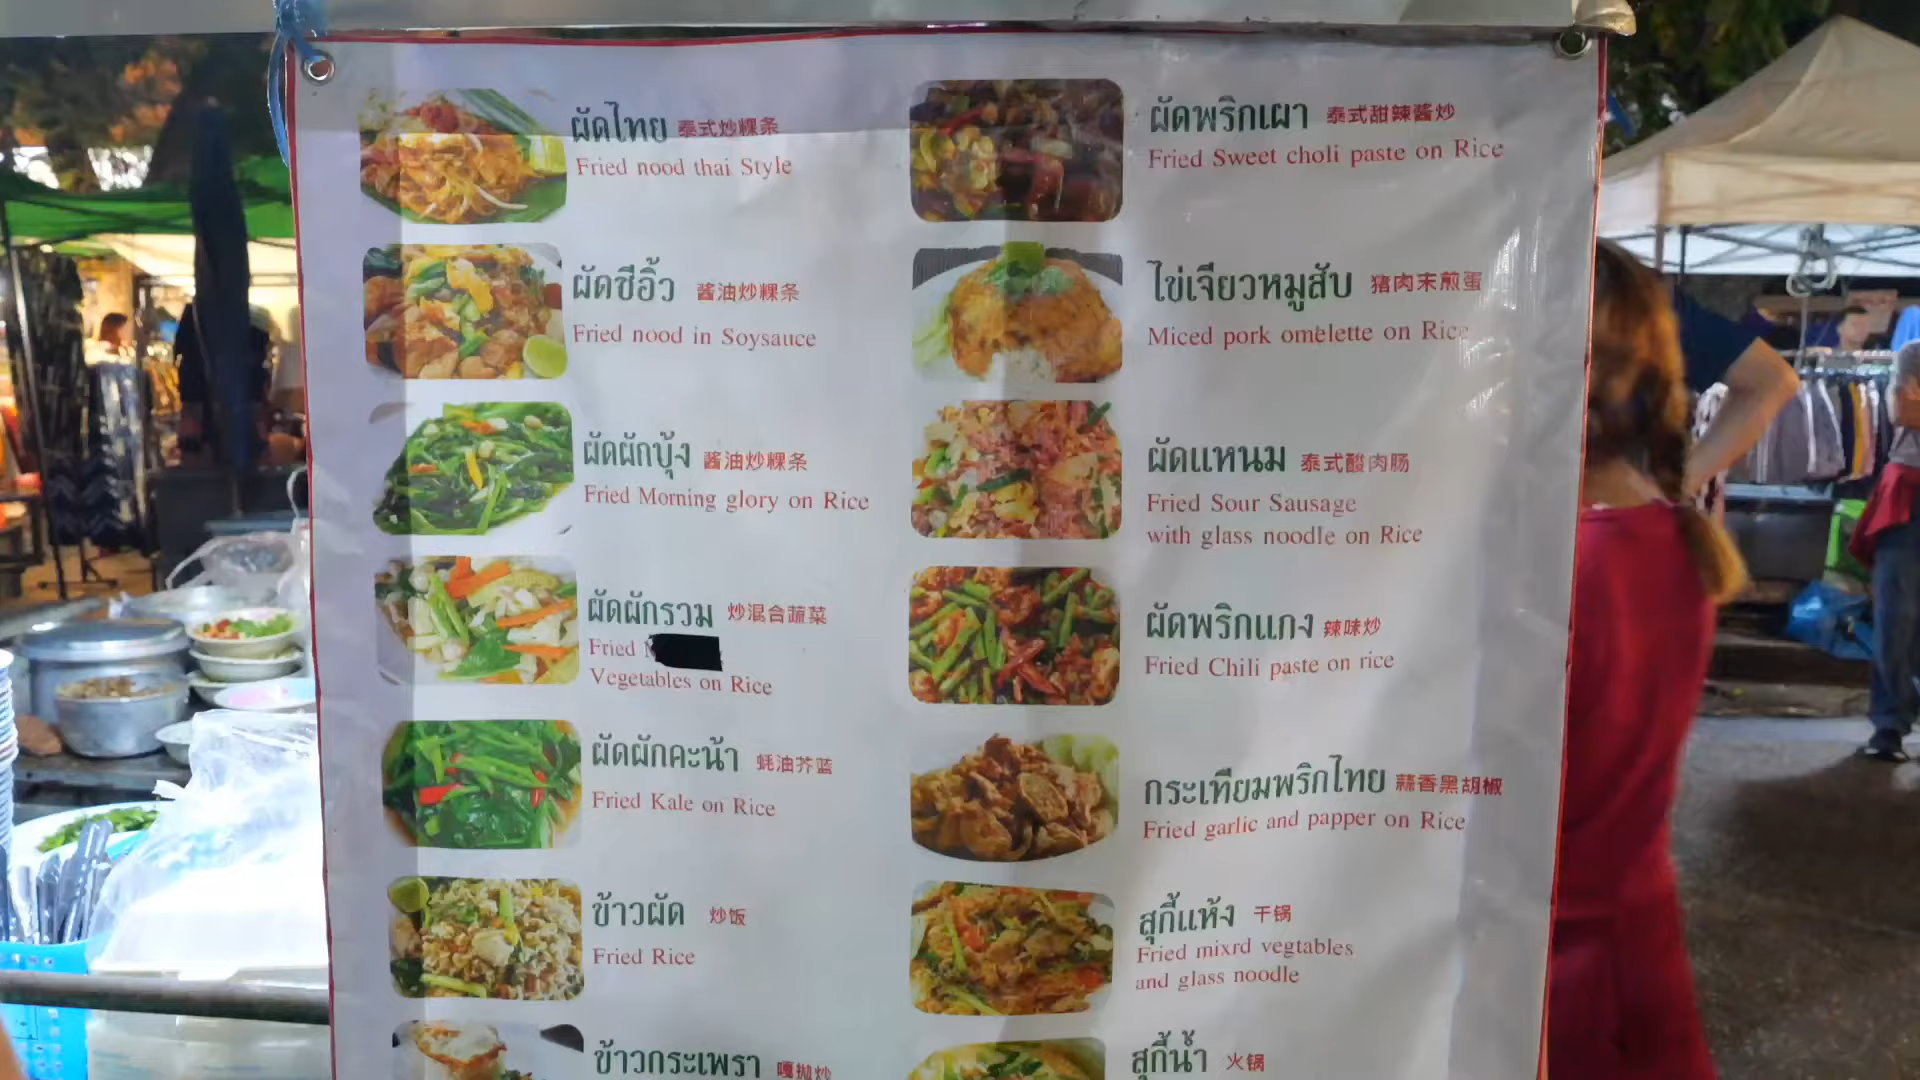 ผัดไทย 泰式炒粿条
Fried nood thai Style
ผัดซีอิ้ว 酱油炒粿条
Fried nood in Soysauce
ผัดผักบุ้ง 酱油炒粿条
Fried Morning glory on Rice
ผัดผักรวม 炒混合蔬菜
Fried
Vegetables on Rice
ผัดผักคะน้า 蚝油芥蓝
Fried Kale on Rice
ข้าวผัด 炒饭
Fried Rice
ข้าวกระเพรา 嘎抛炒
ผัดพริกเผา 泰式甜辣酱炒
Fried Sweet choli paste on Rice
ไข่เจียวหมูสับ 猪肉末煎蛋
Miced pork omelette on Rice
ผัดแหนม 泰式酸肉肠
Fried Sour Sausage
with glass noodle on Rice
ผัดพริกแกง 辣味炒
Fried Chili paste on rice
กระเทียมพริกไทย 蒜香黑胡椒
Fried garlic and papper on Rice
สุกี้แห้ง 干锅
Fried mixrd vegtables
and glass noodle
สุกี้น้ำ 火锅